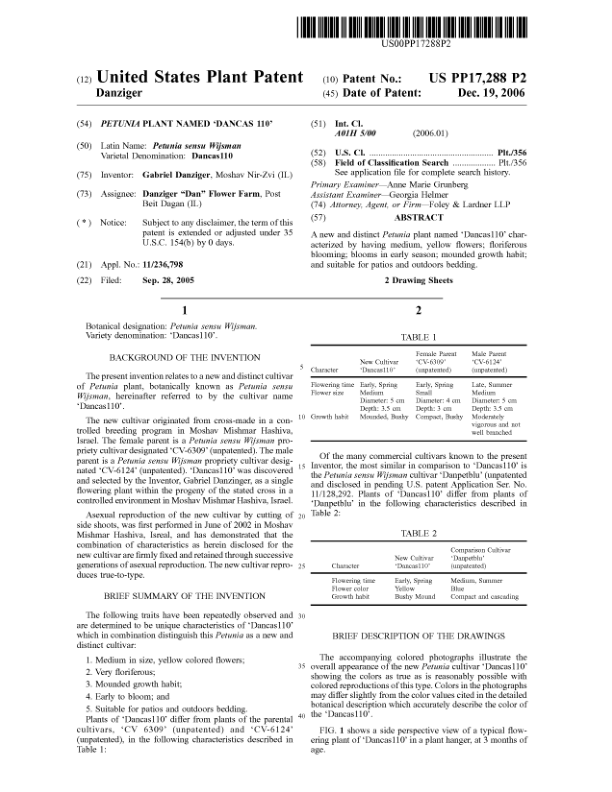 US00PP17288P2
(12) United States Plant Patent
Danziger
(10) Patent No.: US PP17,288 P2
(45) Date of Patent: Dec. 19, 2006
(54) PETUNIA PLANT NAMED ‘DANCAS 110’
(50) Latin Name: Petunia sensu Wijsman
Varietal Denomination: Dancas110
(75) Inventor: Gabriel Danziger, Moshav Nir-Zvi (IL)
(73) Assignee: Danziger “Dan” Flower Farm, Post
Beit Dagan (IL)
( * ) Notice: Subject to any disclaimer, the term of this
patent is extended or adjusted under 35
U.S.C. 154(b) by 0 days.
(21) Appl. No.: 11/236,798
(22) Filed: Sep. 28, 2005
(51) Int. Cl.
A01H 5/00 (2006.01)
(52) U.S. Cl. ................................................ Plt./356
(58) Field of Classification Search ................. Plt./356
See application file for complete search history.
Primary Examiner—Anne Marie Grunberg
Assistant Examiner—Georgia Helmer
(74) Attorney, Agent, or Firm—Foley & Lardner LLP
(57) ABSTRACT
A new and distinct Petunia plant named ‘Dancas110’ char-
acterized by having medium, yellow flowers; floriferous
blooming; blooms in early season; mounded growth habit;
and suitable for patios and outdoors bedding.
2 Drawing Sheets
1
Botanical designation: Petunia sensu Wijsman.
Variety denomination: ‘Dancas110’.
BACKGROUND OF THE INVENTION
The present invention relates to a new and distinct cultivar
of Petunia plant, botanically known as Petunia sensu
Wijsman, hereinafter referred to by the cultivar name
‘Dancas110’.
The new cultivar originated from cross-made in a con-
trolled breeding program in Moshav Mishmar Hashiva,
Israel. The female parent is a Petunia sensu Wijsman pro-
priety cultivar designated ‘CV-6309’ (unpatented). The male
parent is a Petunia sensu Wijsman propriety cultivar desig-
nated ‘CV-6124’ (unpatented). ‘Dancas110’ was discovered
and selected by the Inventor, Gabriel Danziger, as a single
flowering plant within the progeny of the stated cross in a
controlled environment in Moshav Mishmar Hashiva, Israel.
Asexual reproduction of the new cultivar by cutting of
side shoots, was first performed in June of 2002 in Moshav
Mishmar Hashiva, Isreal, and has demonstrated that the
combination of characteristics as herein disclosed for the
new cultivar are firmly fixed and retained through successive
generations of asexual reproduction. The new cultivar repro-
duces true-to-type.
BRIEF SUMMARY OF THE INVENTION
The following traits have been repeatedly observed and
are determined to be unique characteristics of ‘Dancas110’
which in combination distinguish this Petunia as a new and
distinct cultivar:
1. Medium in size, yellow colored flowers;
2. Very floriferous;
3. Mounded growth habit;
4. Early to bloom; and
5. Suitable for patios and outdoors bedding.
Plants of ‘Dancas110’ differ from plants of the parental
cultivars, ‘CV 6309’ (unpatented) and ‘CV-6124’
(unpatented), in the following characteristics described in
Table 1:
5
10
15
20
25
30
35
40
2
TABLE 1
Female Parent Male Parent
New Cultivar ‘CV-6309’ ‘CV-6124’
Character ‘Dancas110’ (unpatented) (unpatented)
Flowering time Early, Spring Early, Spring Late, Summer
Flower size Medium Small Medium
Diameter: 5 cm Diameter: 4 cm Diameter: 5 cm
Depth: 3.5 cm Depth: 3 cm Depth: 3.5 cm
Growth habit Mounded, Bushy Compact, Bushy Moderately
vigorous and not
well branched
Of the many commercial cultivars known to the present
Inventor, the most similar in comparison to ‘Dancas110’ is
the Petunia sensu Wijsman cultivar ‘Danpetblu’ (unpatented
and disclosed in pending U.S. patent Application Ser. No.
11/128,292. Plants of ‘Dancas110’ differ from plants of
‘Danpetblu’ in the following characteristics described in
Table 2:
TABLE 2
Comparison Cultivar
New Cultivar ‘Danpetblu’
Character ‘Dancas110’ (unpatented)
Flowering time Early, Spring Medium, Summer
Flower color Yellow Blue
Growth habit Bushy Mound Compact and cascading
BRIEF DESCRIPTION OF THE DRAWINGS
The accompanying colored photographs illustrate the
overall appearance of the new Petunia cultivar ‘Dancas110’
showing the colors as true as is reasonably possible with
colored reproductions of this type. Colors in the photographs
may differ slightly from the color values cited in the detailed
botanical description which accurately describe the color of
the ‘Dancas110’.
FIG. 1 shows a side perspective view of a typical flow-
ering plant of ‘Dancas110’ in a plant hanger, at 3 months of
age.